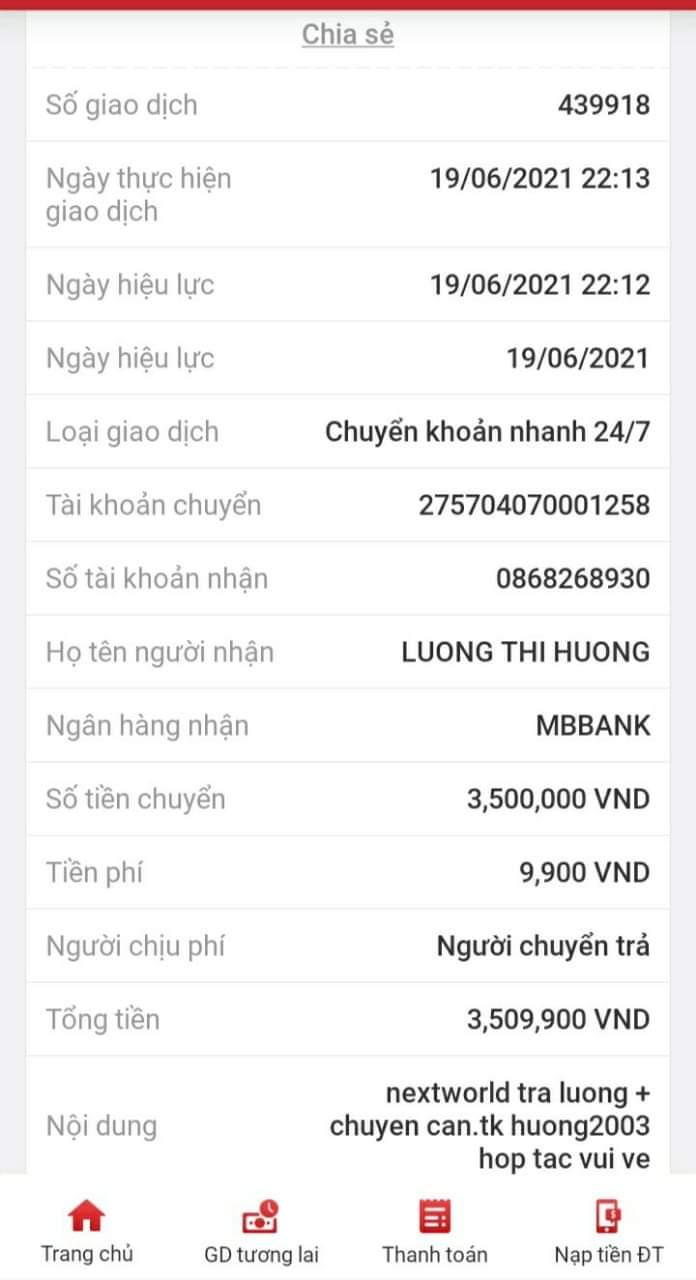 Chia sẻ
Số giao dịch 439918
Ngày thực hiện 19/06/2021 22:13
giao dịch
Ngày hiệu lực 19/06/2021 22:12
Ngày hiệu lực 19/06/2021
Loại giao dịch Chuyển khoản nhanh 24/7
Tài khoản chuyển 275704070001258
Số tài khoản nhận 0868268930
Họ tên người nhận LUONG THI HUONG
Ngân hàng nhận MBBANK
Số tiền chuyển 3,500,000 VND
Tiền phí 9,900 VND
Người chịu phí Người chuyển trả
Tổng tiền 3,509,900 VND
nextworld tra luong +
Nội dung chuyen can.tk huong2003
hop tac vui ve
Trang chủ GD tương lai Thanh toán Nạp tiền ĐT